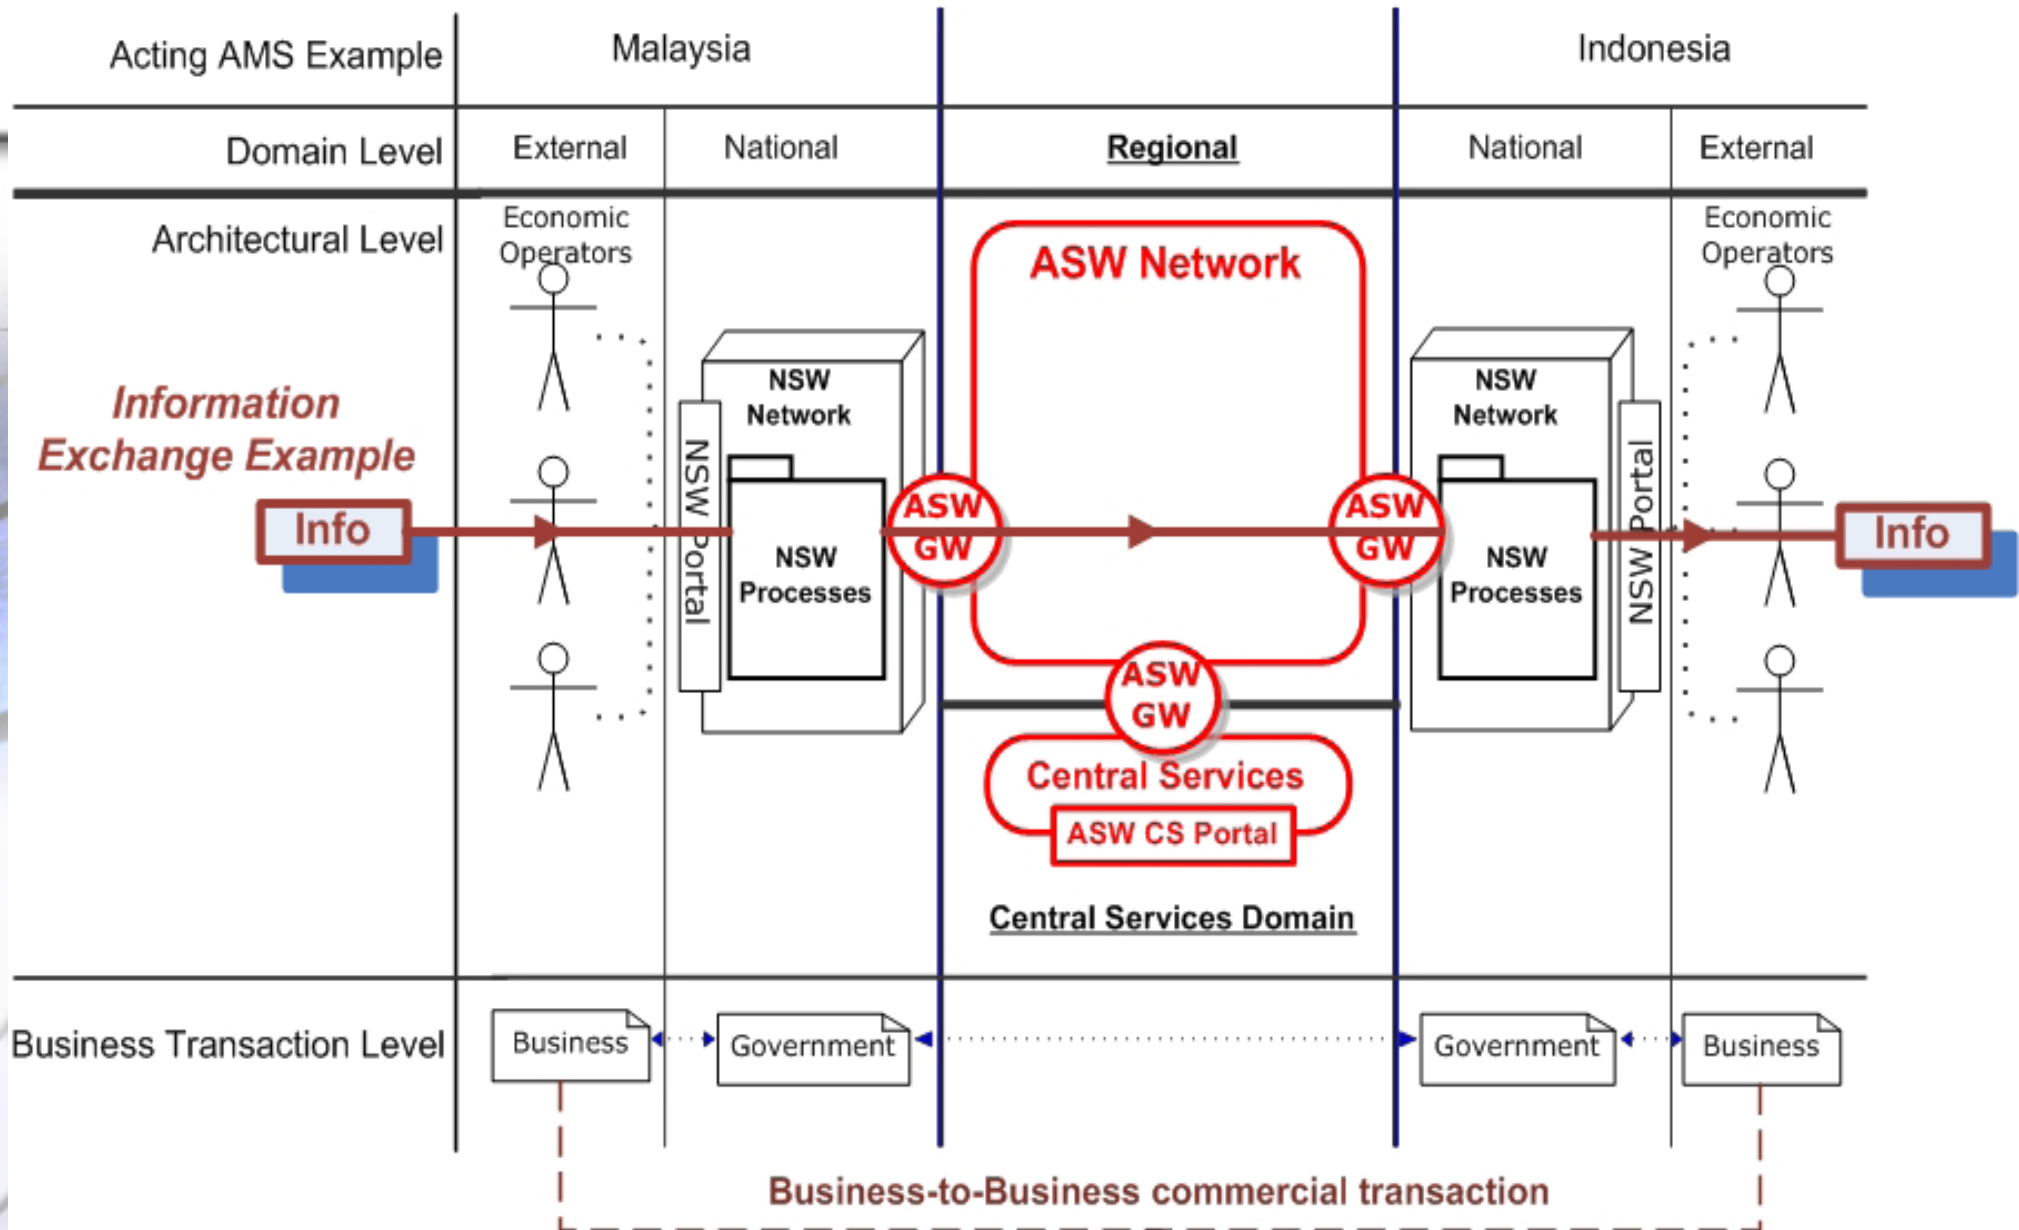 Acting AMS Example
Malaysia
Indonesia
Domain Level
External
National
Regional
National
External
Architectural Level
Economic
Operators
ASW Network
Economic
Operators
Information
Exchange Example
Info
NSW Portal
NSW
Network
NSW
Processes
ASW
GW
ASW
GW
NSW
Network
NSW
Processes
NSW Portal
Info
ASW
GW
Central Services
ASW CS Portal
Central Services Domain
Business Transaction Level
Business
Government
Government
Business
Business-to-Business commercial transaction